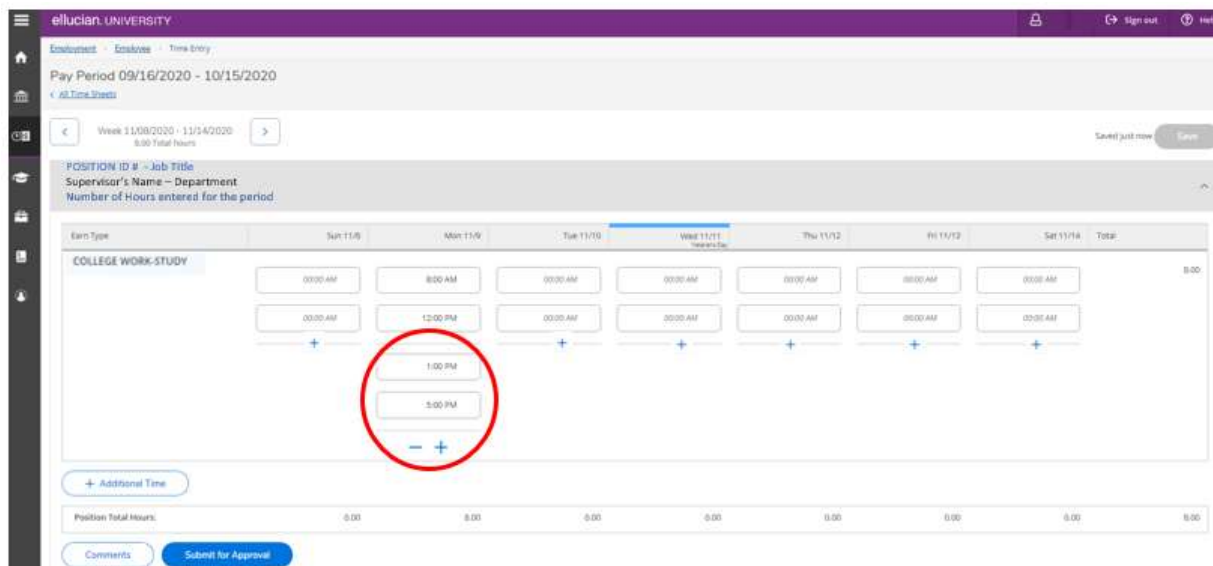 ellucian. UNIVERSITY
Sign out
Hel
Employment Employee Time Entry
Pay Period 09/16/2020 - 10/15/2020
< All Time Sheets
< Week 11/08/2020 - 11/14/2020 >
8.00 Total hours
Saved just now Save
POSITION ID # - Job Title
Supervisor's Name – Department
Number of Hours entered for the period
Earn Type Sun 11/8 Mon 11/9 Tue 11/10 Wed 11/11 Thu 11/12 Fri 11/13 Sat 11/14 Total
Veteran's Day
COLLEGE WORK-STUDY 8.00
00:00 AM 8:00 AM 00:00 AM 00:00 AM 00:00 AM 00:00 AM 00:00 AM
00:00 AM 12:00 PM 00:00 AM 00:00 AM 00:00 AM 00:00 AM 00:00 AM
+ + + + + +
1:00 PM
5:00 PM
− +
+ Additional Time
Position Total Hours: 0.00 8.00 0.00 0.00 0.00 0.00 0.00 8.00
Comments Submit for Approval